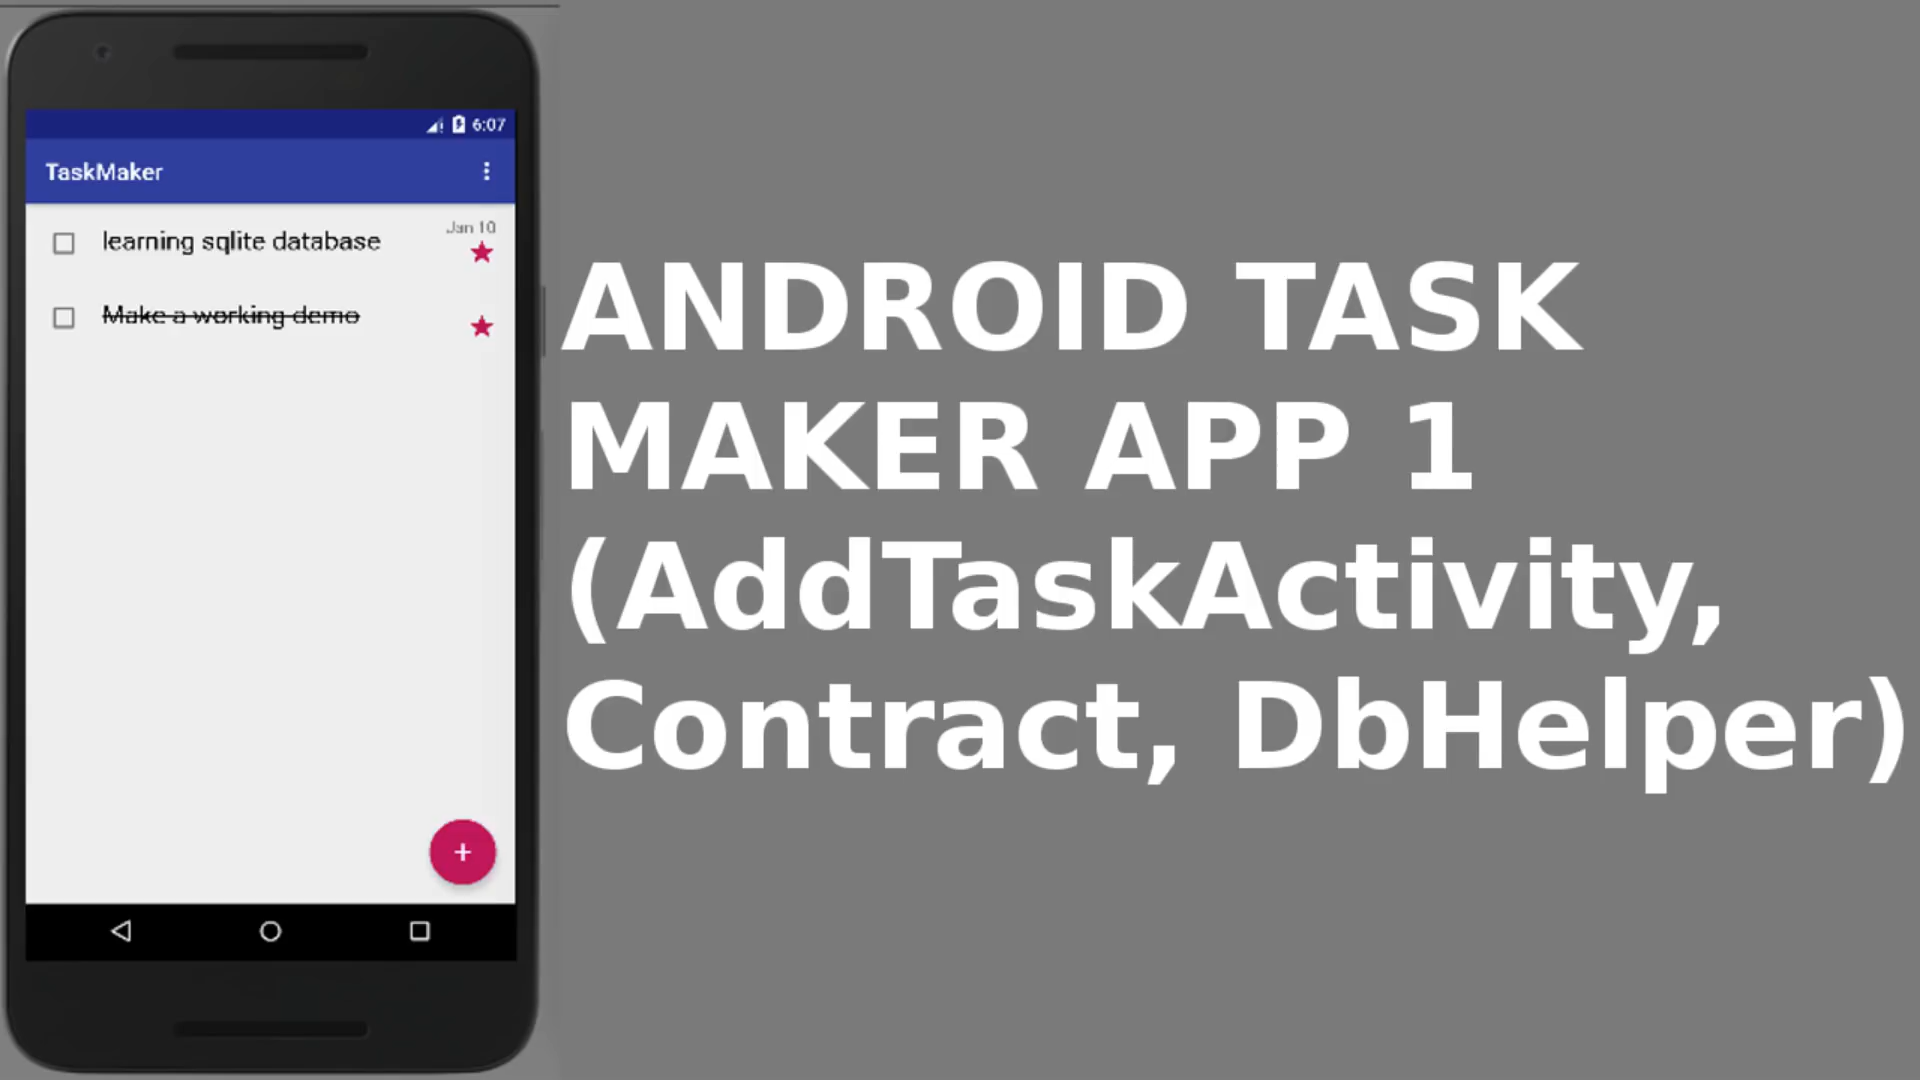 6:07
TaskMaker
learning sqlite database
Jan 10
Make a working demo
ANDROID TASK
MAKER APP 1
(AddTaskActivity,
Contract, DbHelper)